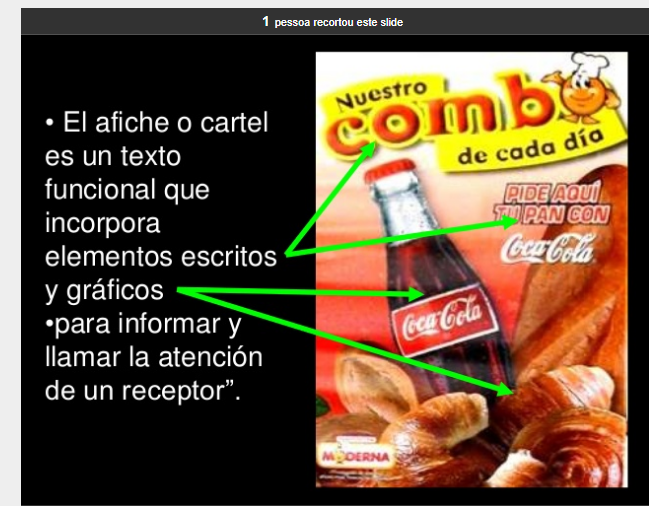 1 pessoa recortou este slide
• El afiche o cartel
es un texto
funcional que
incorpora
elementos escritos
y gráficos
•para informar y
llamar la atención
de un receptor”.
Nuestro
combo
de cada día
PIDE AQUÍ
TU PAN CON
Coca-Cola
Coca-Cola
MODERNA